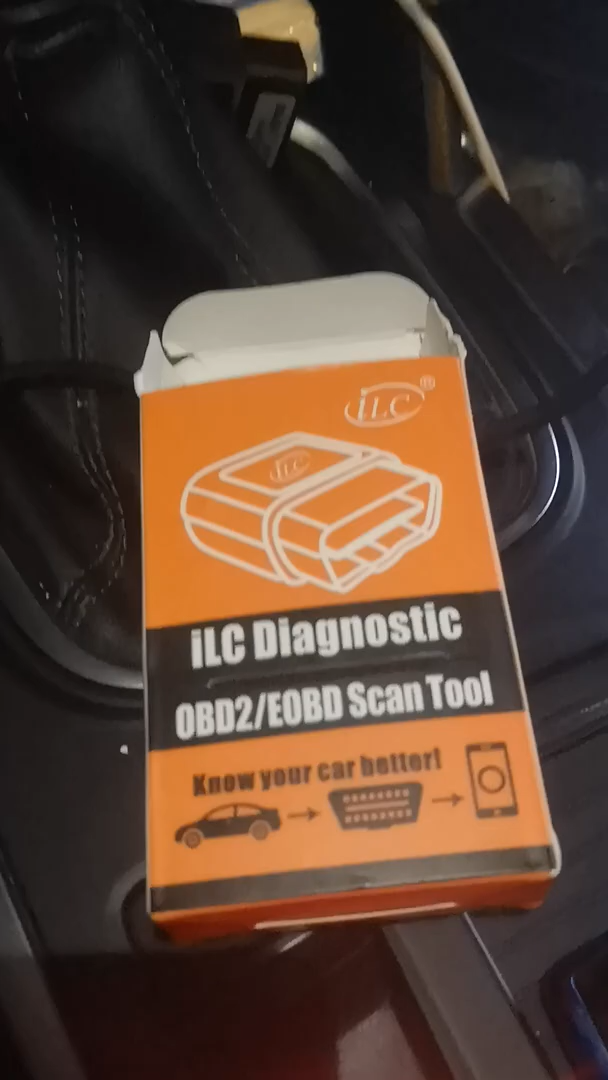 iLC®
iLC
iLC Diagnostic
OBD2/EOBD Scan Tool
Know your car better!